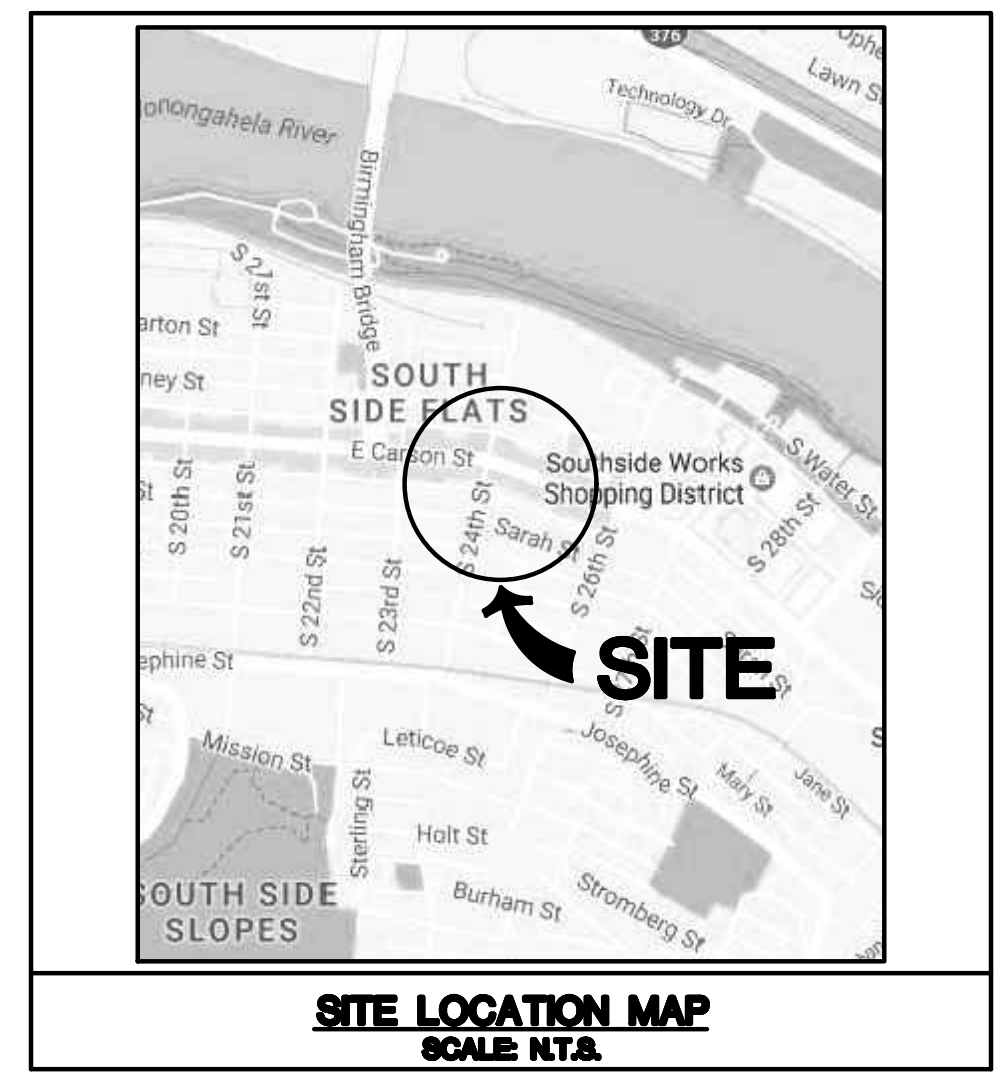 376
Lawn S
Technology Dr
onongahela River
Birmingham Bridge
S 21st St
arton St
ney St
SOUTH
SIDE FLATS
E Carson St
Southside Works
Shopping District
S Water St
St
S 20th St
S 21st St
S 22nd St
S 23rd St
S 24th St
Sarah St
S 26th St
S 28th St
SITE
ephine St
St
Mission St
Leticoe St
Sterling St
Josephine St
Mary St
Jane St
Holt St
Burham St
Stromberg St
SOUTH SIDE
SLOPES
SITE LOCATION MAP
SCALE: N.T.S.